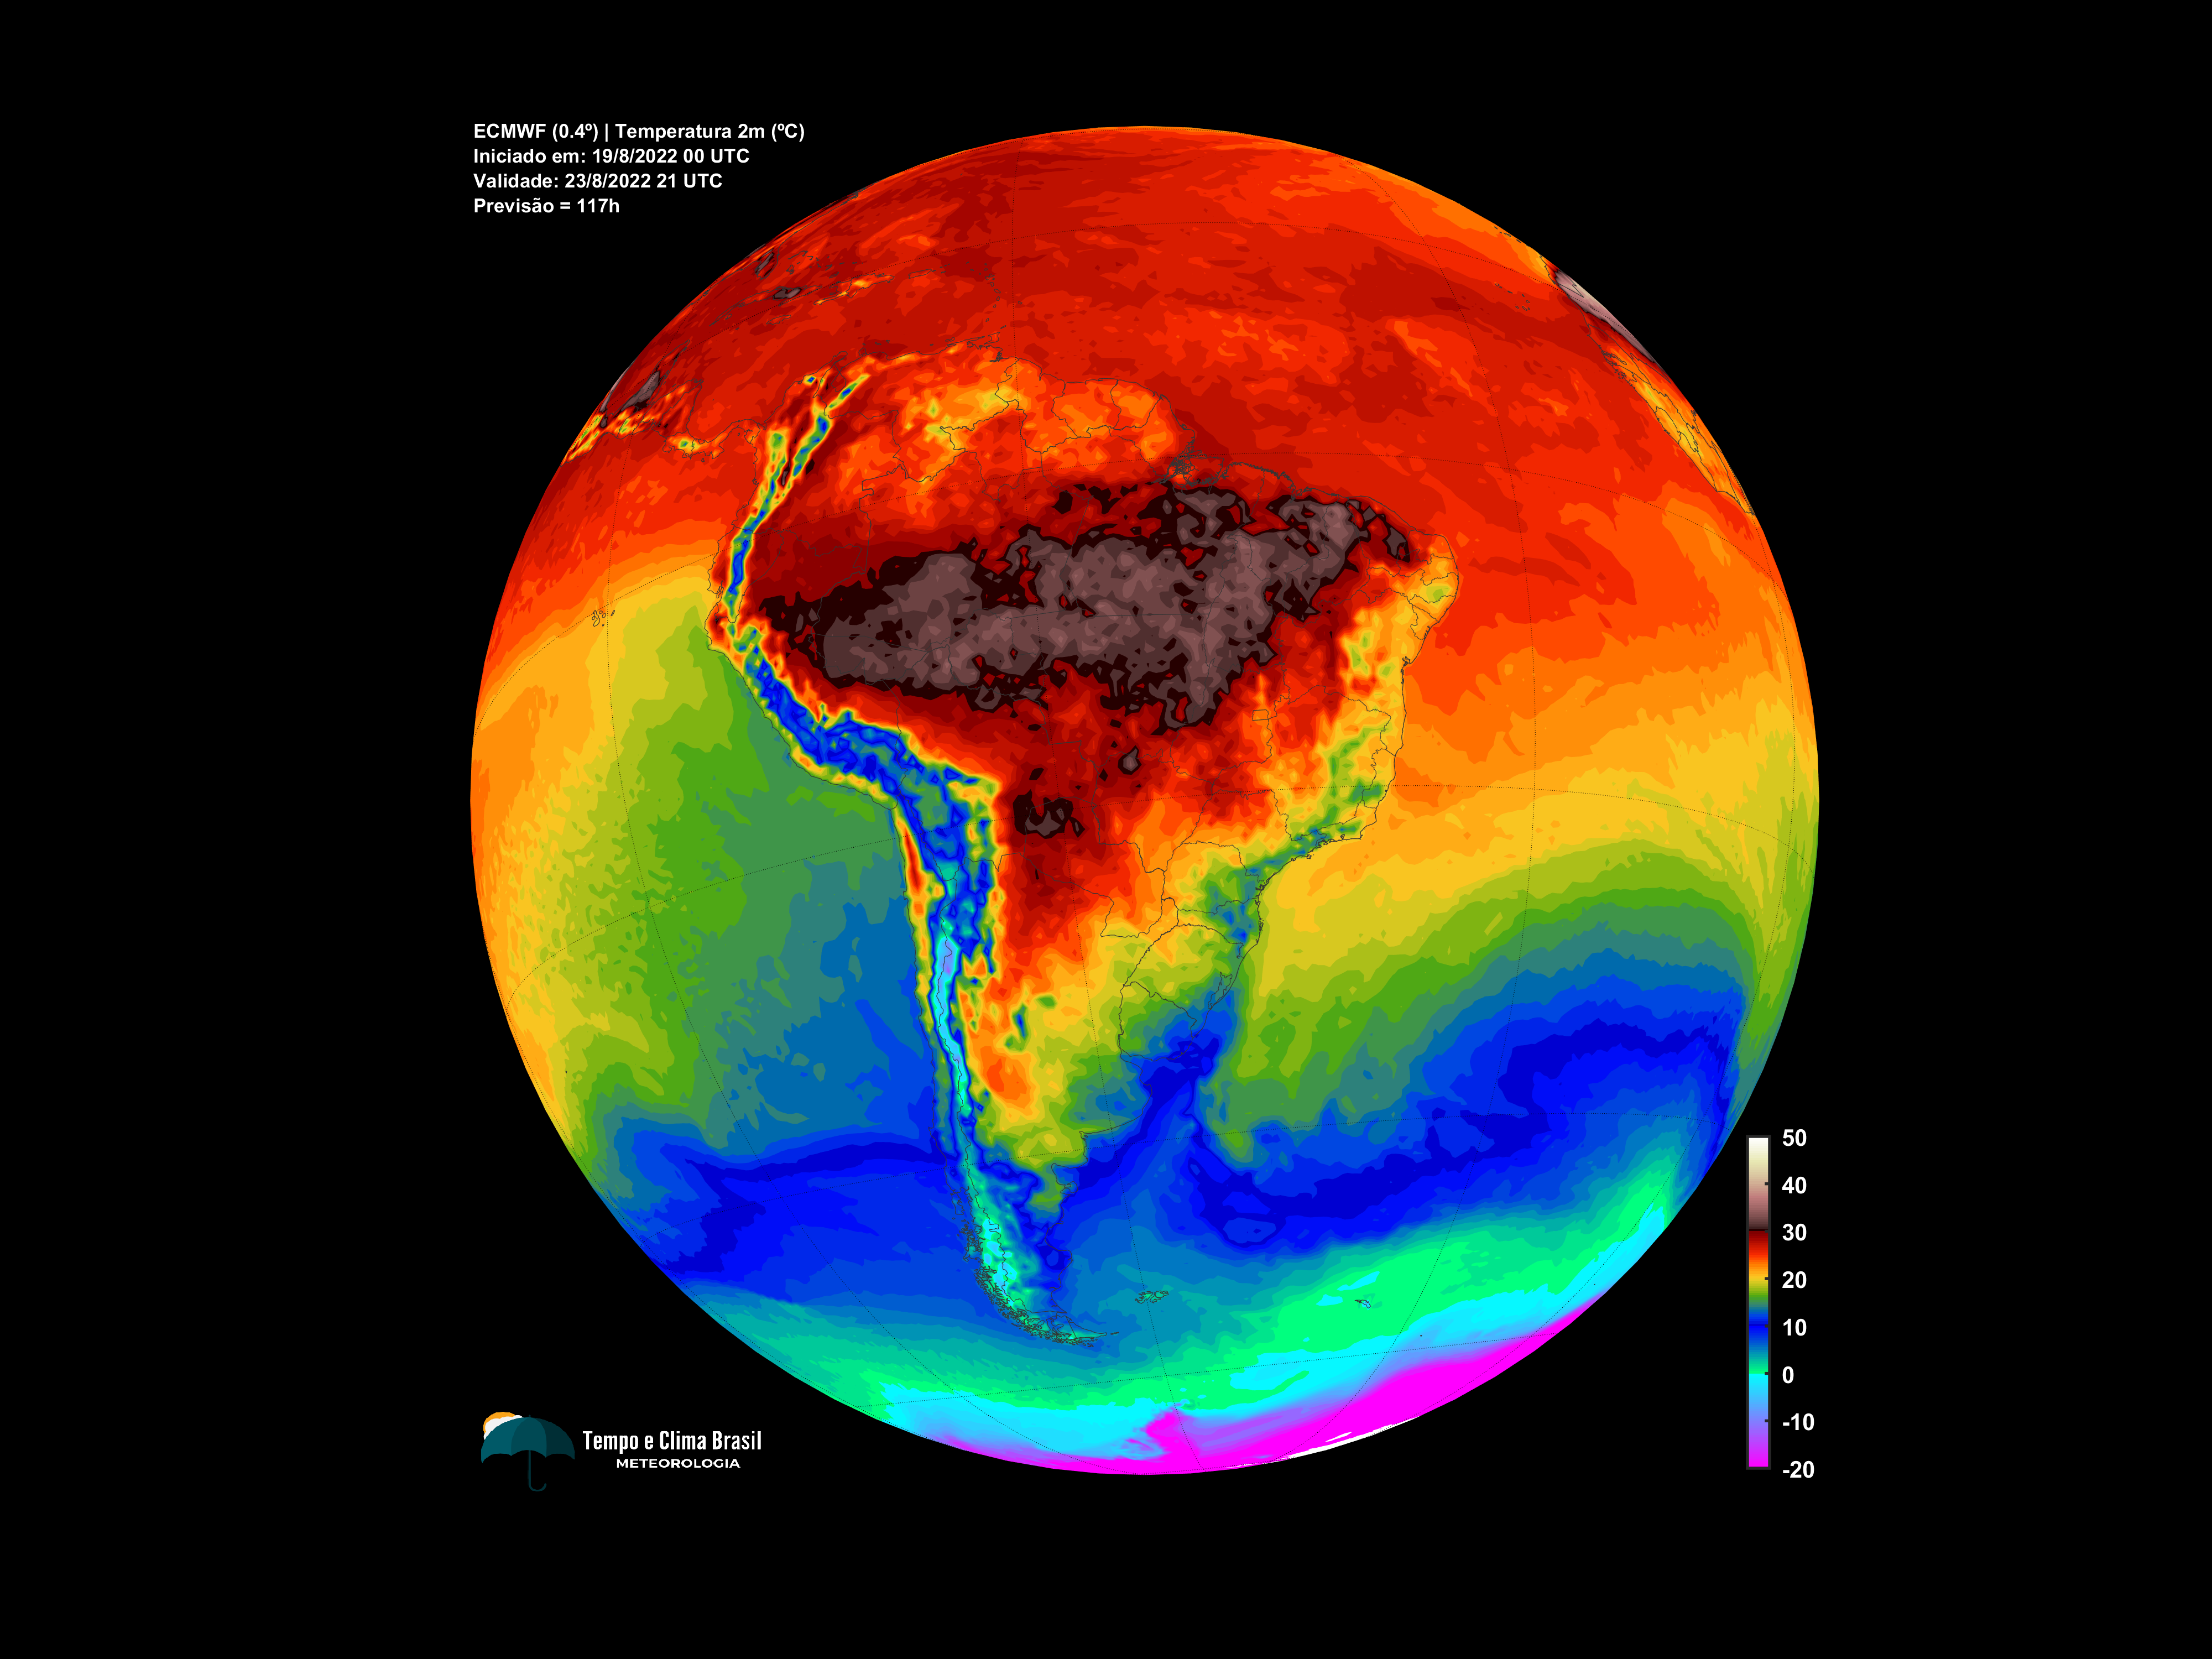 ECMWF (0.4º) | Temperatura 2m (ºC)
Iniciado em: 19/8/2022 00 UTC
Validade: 23/8/2022 21 UTC
Previsão = 117h
50
40
30
20
10
0
-10
-20
Tempo e Clima Brasil
METEOROLOGIA